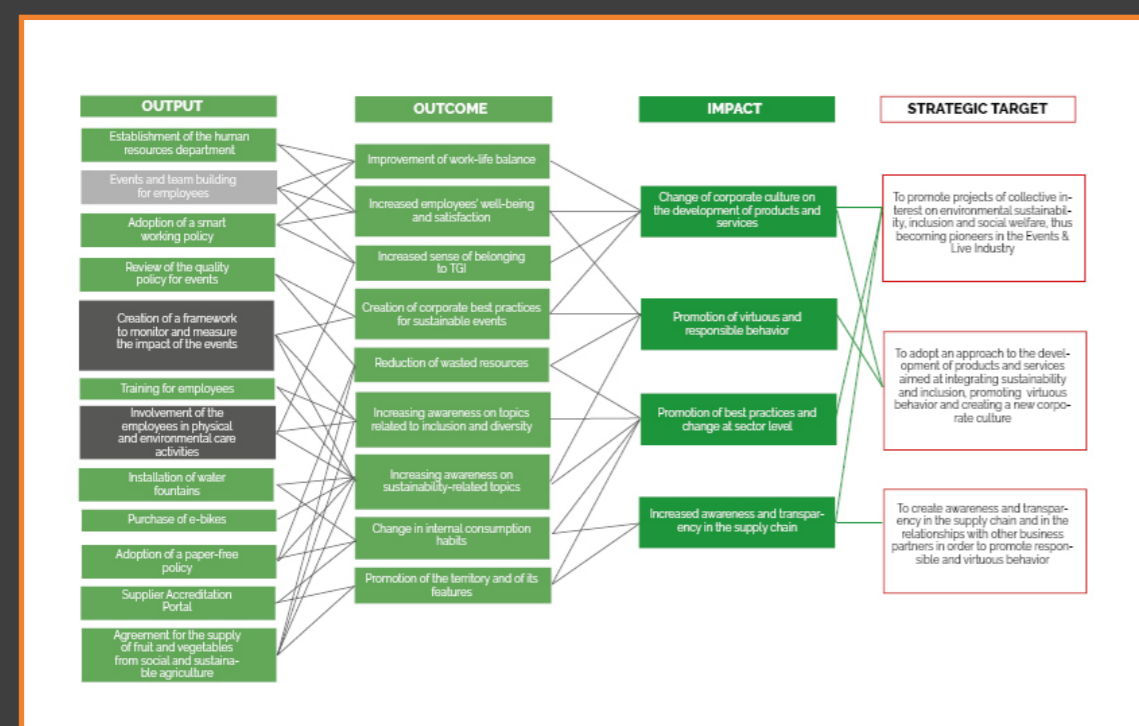 OUTPUT
Establishment of the human
resources department
Events and team building
for employees
Adoption of a smart
working policy
Review of the quality
policy for events
Creation of a framework
to monitor and measure
the impact of the events
Training for employees
Involvement of the
employees in physical
and environmental care
activities
Installation of water
fountains
Purchase of e-bikes
Adoption of a paper-free
policy
Supplier Accreditation
Portal
Agreement for the supply
of fruit and vegetables
from social and sustaina-
ble agriculture
OUTCOME
Improvement of work-life balance
Increased employees' well-being
and satisfaction
Increased sense of belonging
to TGI
Creation of corporate best practices
for sustainable events
Reduction of wasted resources
Increasing awareness on topics
related to inclusion and diversity
Increasing awareness on
sustainability-related topics
Change in internal consumption
habits
Promotion of the territory and of its
features
IMPACT
Change of corporate culture on
the development of products and
services
Promotion of virtuous and
responsible behavior
Promotion of best practices and
change at sector level
Increased awareness and transpar-
ency in the supply chain
STRATEGIC TARGET
To promote projects of collective in-
terest on environmental sustainabil-
ity, inclusion and social welfare, thus
becoming pioneers in the Events &
Live Industry
To adopt an approach to the devel-
opment of products and services
aimed at integrating sustainability
and inclusion, promoting virtuous
behavior and creating a new corpo-
rate culture
To create awareness and transpar-
ency in the supply chain and in the
relationships with other business
partners in order to promote respon-
sible and virtuous behavior